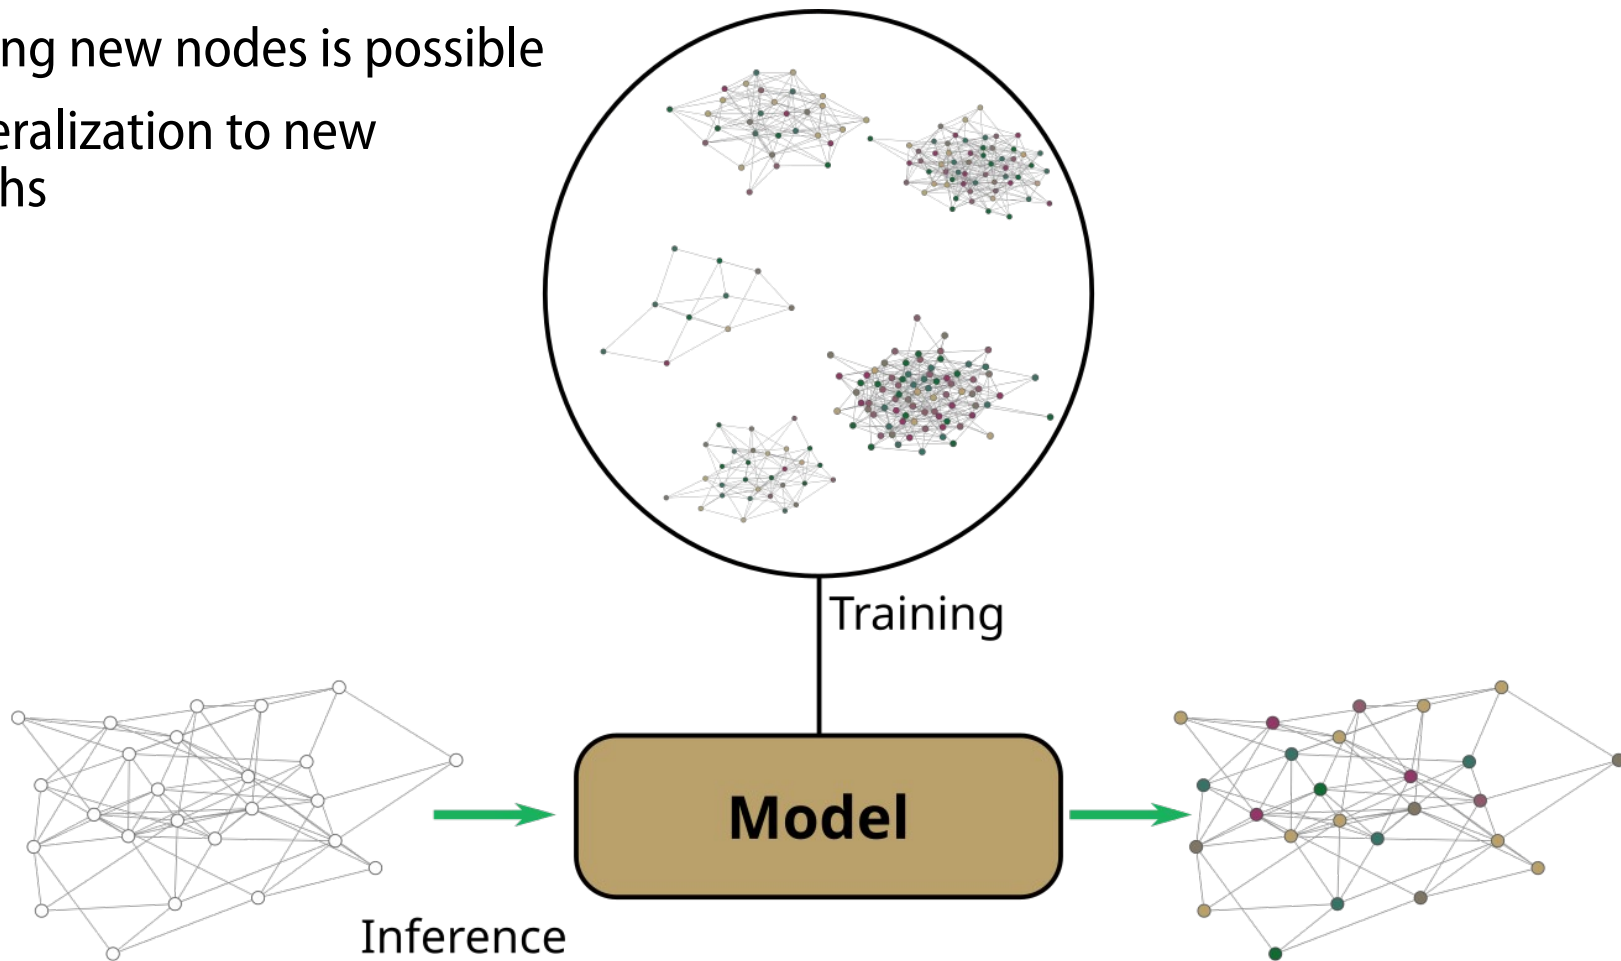 ng new nodes is possible
eralization to new
hs
Training
Model
Inference